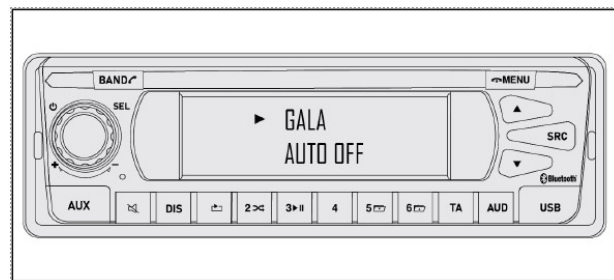 BAND MENU
SEL
GALA
AUTO OFF
SRC
Bluetooth
AUX DIS 2 3 4 5 6 TA AUD USB